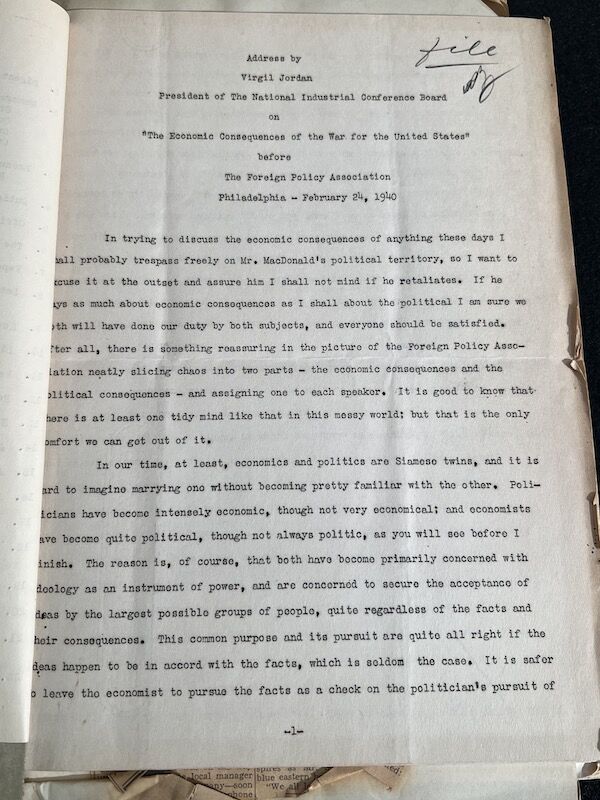 file
Address by
Virgil Jordan
President of The National Industrial Conference Board
on
"The Economic Consequences of the War for the United States"
before
The Foreign Policy Association
Philadelphia - February 24, 1940
In trying to discuss the economic consequences of anything these days I
hall probably trespass freely on Mr. MacDonald's political territory, so I want to
xcuse it at the outset and assure him I shall not mind if he retaliates. If he
ys as much about economic consequences as I shall about the political I am sure we
oth will have done our duty by both subjects, and everyone should be satisfied.
fter all, there is something reassuring in the picture of the Foreign Policy Asso-
iation neatly slicing chaos into two parts - the economic consequences and the
olitical consequences - and assigning one to each speaker. It is good to know that
here is at least one tidy mind like that in this messy world; but that is the only
omfort we can get out of it.
In our time, at least, economics and politics are Siamese twins, and it is
ard to imagine marrying one without becoming pretty familiar with the other. Poli-
icians have become intensely economic, though not very economical; and economists
ave become quite political, though not always politic, as you will see before I
inish. The reason is, of course, that both have become primarily concerned with
deology as an instrument of power, and are concerned to secure the acceptance of
deas by the largest possible groups of people, quite regardless of the facts and
heir consequences. This common purpose and its pursuit are quite all right if the
deas happen to be in accord with the facts, which is seldom the case. It is safer
o leave the economist to pursue the facts as a check on the politician's pursuit of
-1-
local manager
any—soon
phone
blue eastern
"We all